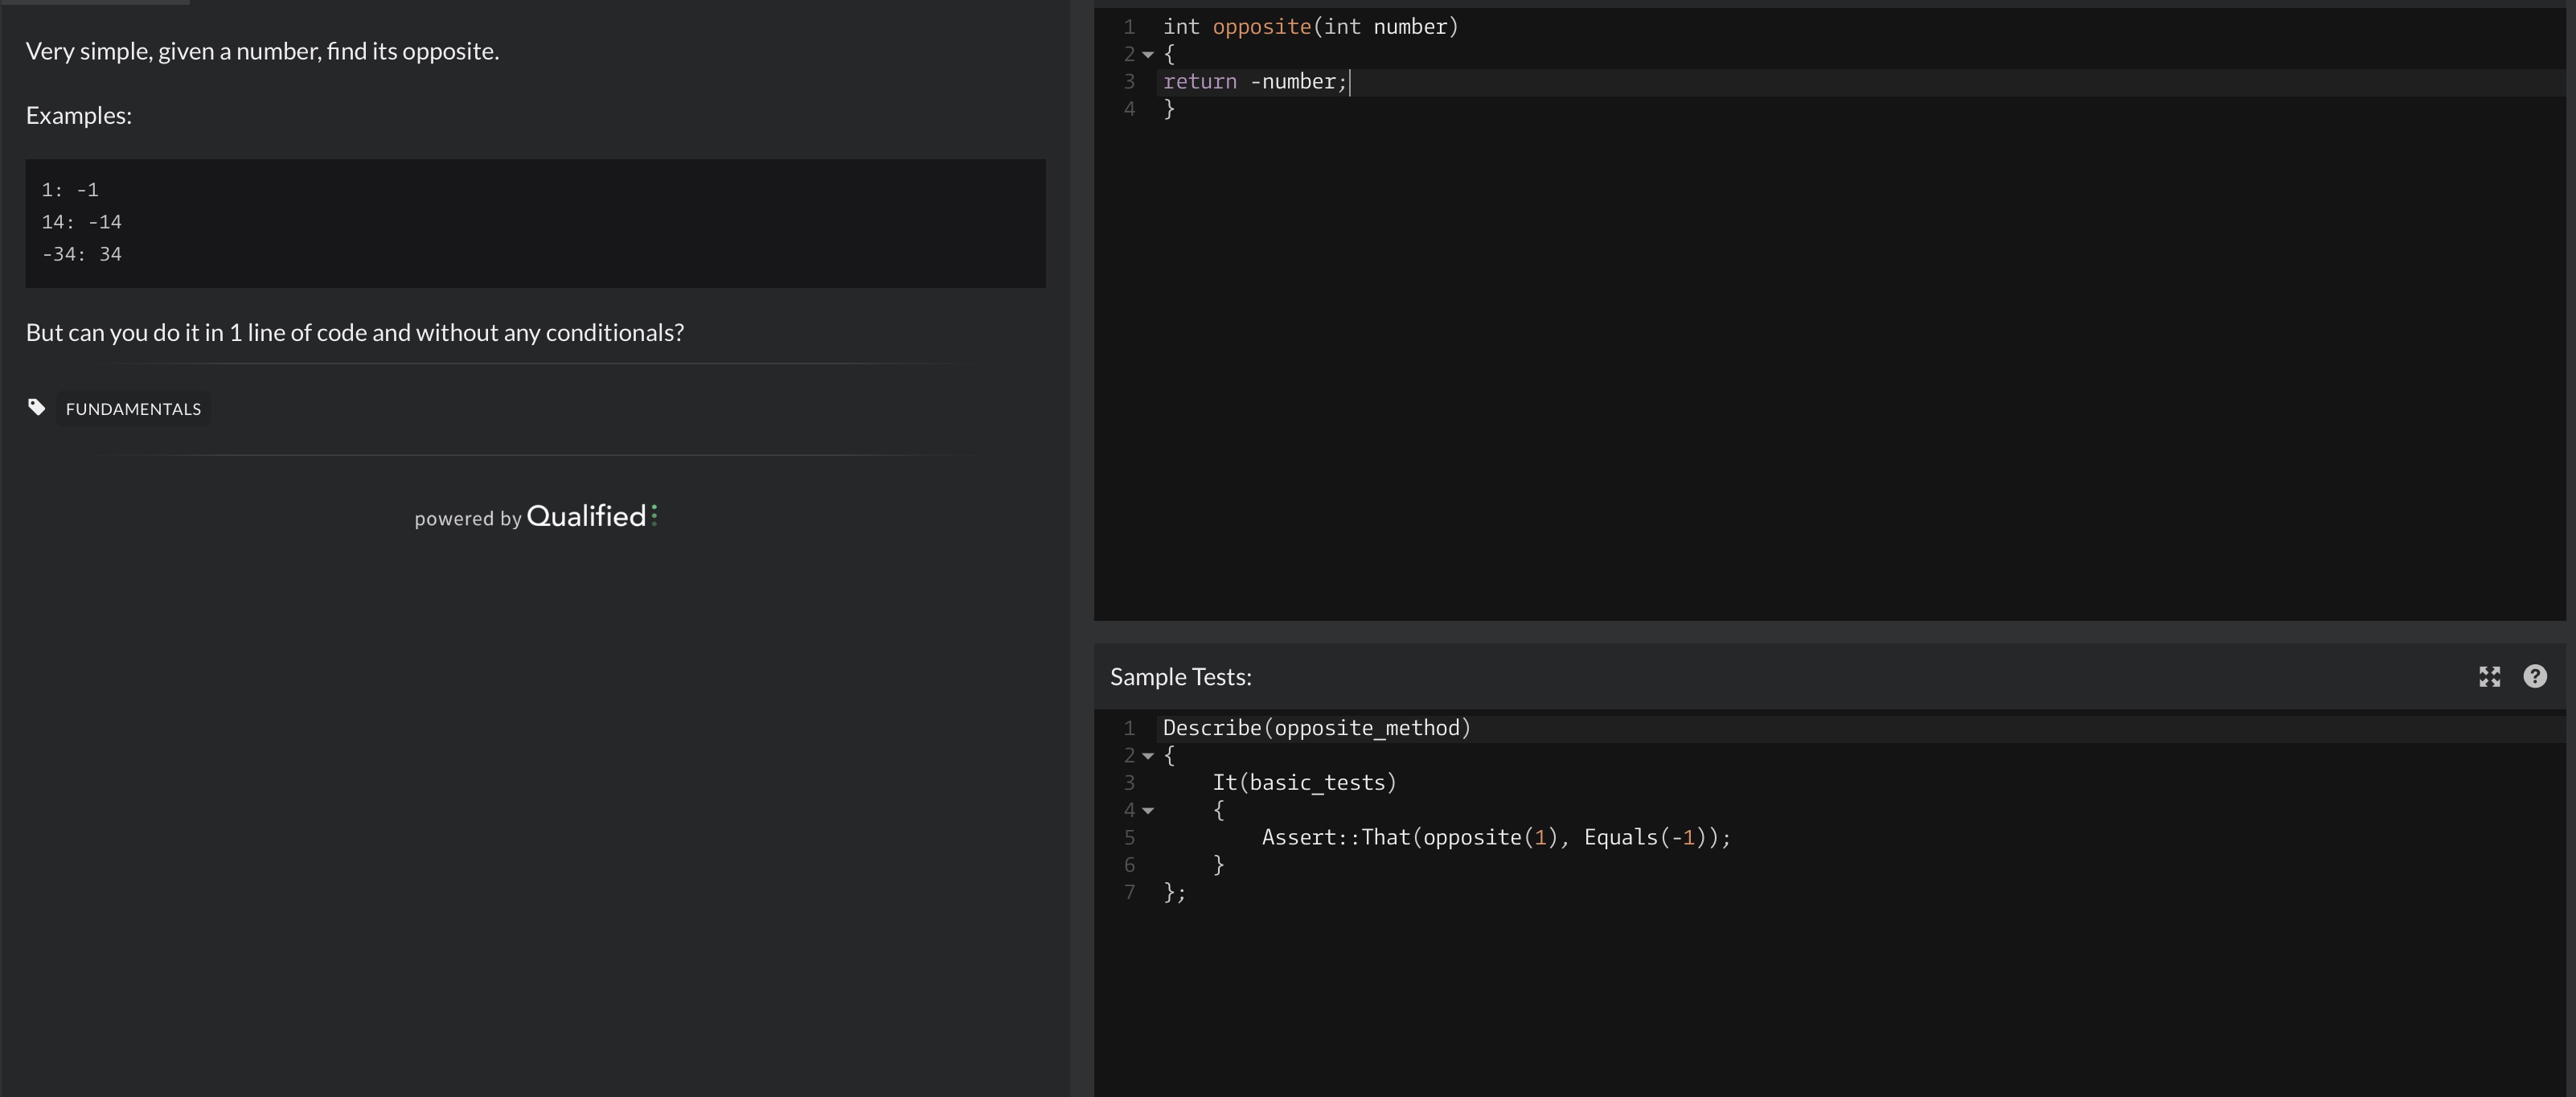 Very simple, given a number, find its opposite.
Examples:
1: -1
14: -14
-34: 34
But can you do it in 1 line of code and without any conditionals?
FUNDAMENTALS
powered by Qualified
1 int opposite(int number)
2 {
3 return -number;
4 }
Sample Tests:
?
1 Describe(opposite_method)
2 {
3     It(basic_tests)
4     {
5         Assert::That(opposite(1), Equals(-1));
6     }
7 };